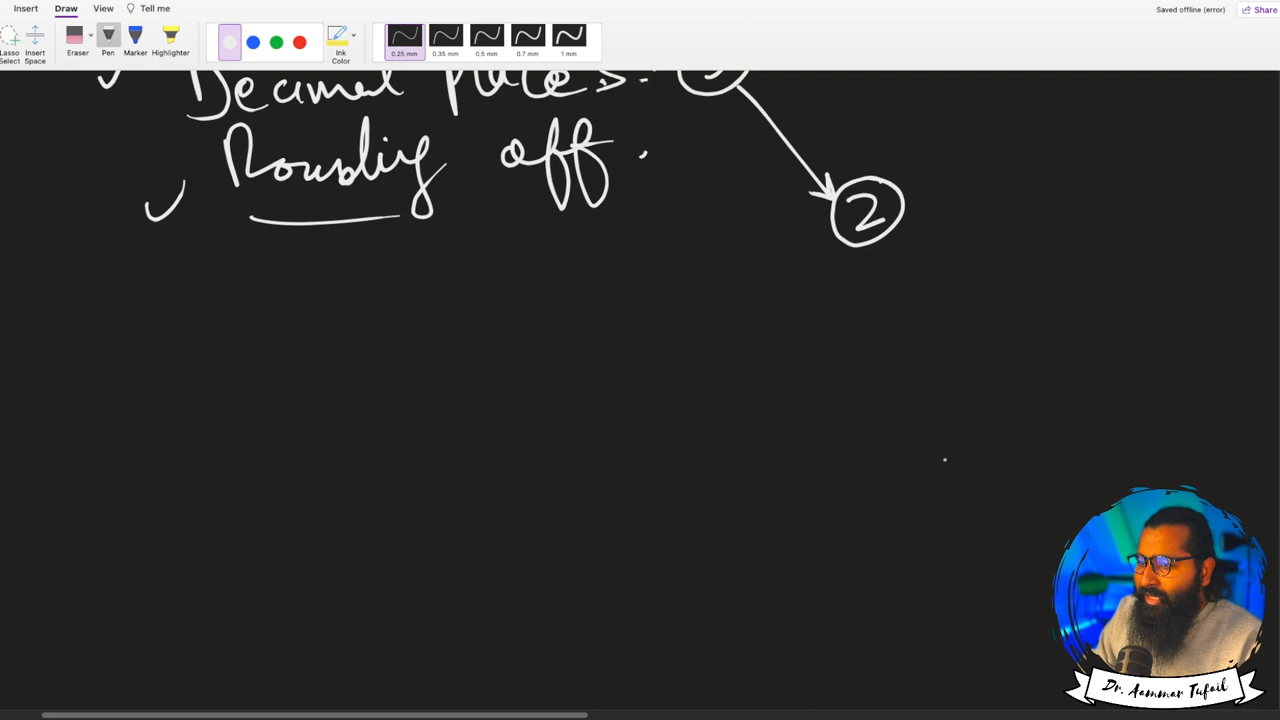 Insert Draw View Tell me Saved offline (error) Share
Lasso Select Insert Space Eraser Pen Marker Highlighter Ink Color 0.25 mm 0.35 mm 0.5 mm 0.7 mm 1 mm
Decimal places:
Rounding off.
2
Dr. Aammar Tufail